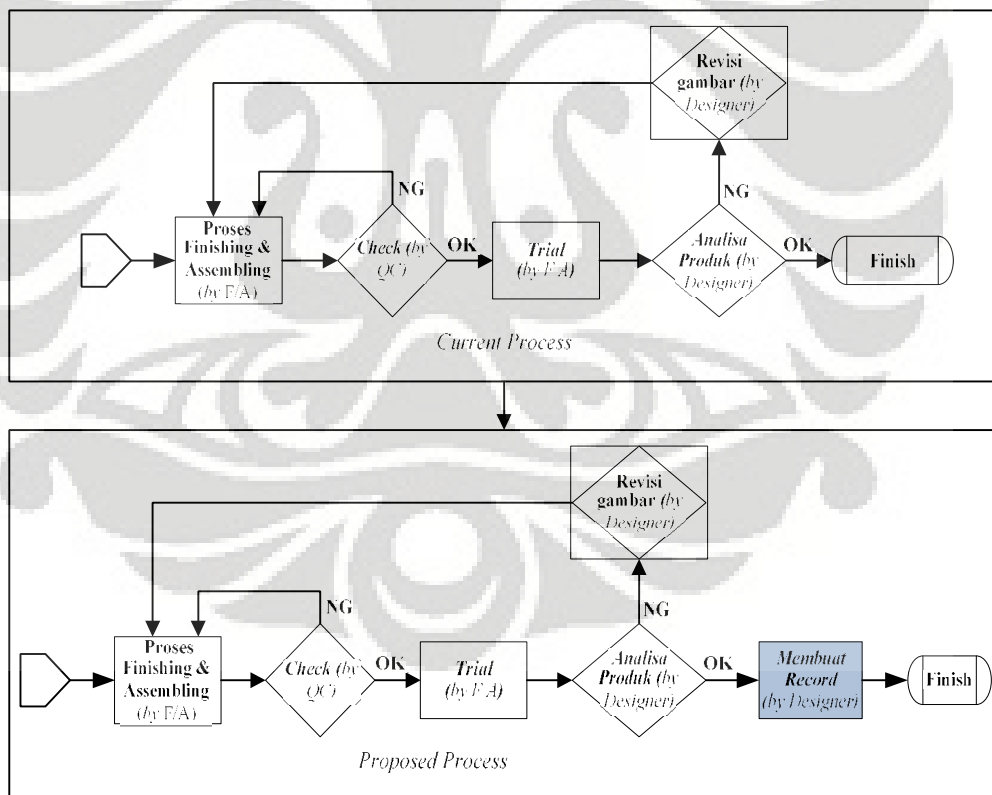 Revisi
gambar (by
Designer)
NG
NG
Proses
Finishing &
Assembling
(by F/A)
Check (by
QC)
OK
Trial
(by F/A)
Analisa
Produk (by
Designer)
OK
Finish
Current Process
Revisi
gambar (by
Designer)
NG
NG
Proses
Finishing &
Assembling
(by F/A)
Check (by
QC)
OK
Trial
(by F/A)
Analisa
Produk (by
Designer)
OK
Membuat
Record
(by Designer)
Finish
Proposed Process